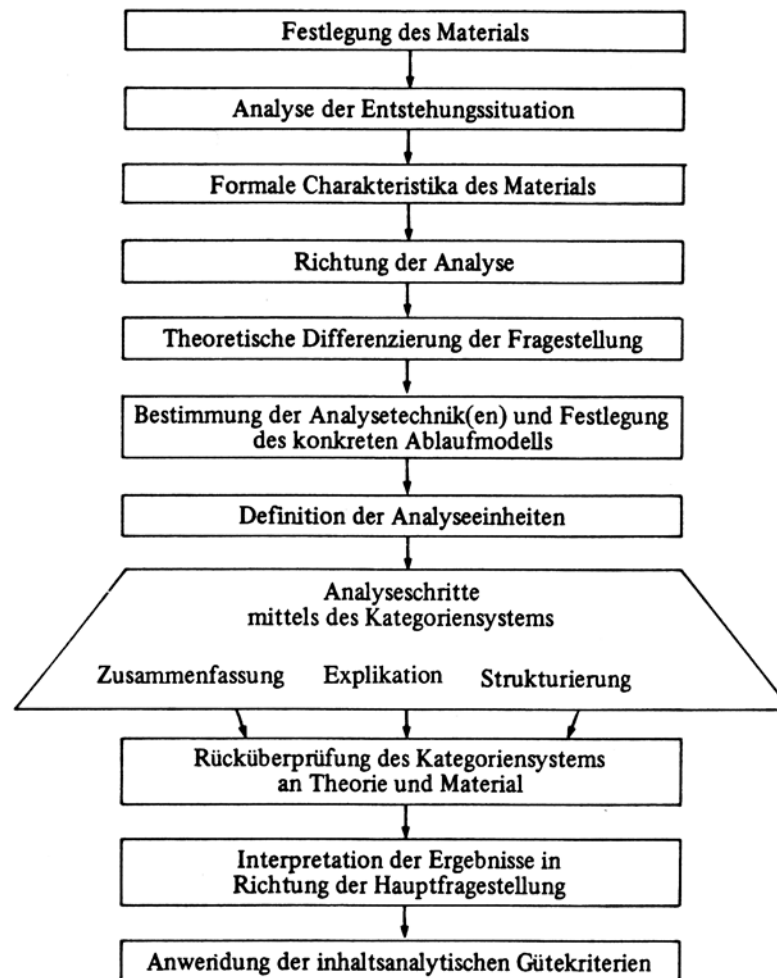 Festlegung des Materials
Analyse der Entstehungssituation
Formale Charakteristika des Materials
Richtung der Analyse
Theoretische Differenzierung der Fragestellung
Bestimmung der Analysetechnik(en) und Festlegung
des konkreten Ablaufmodells
Definition der Analyseeinheiten
Analyseschritte
mittels des Kategoriensystems
Zusammenfassung Explikation Strukturierung
Rücküberprüfung des Kategoriensystems
an Theorie und Material
Interpretation der Ergebnisse in
Richtung der Hauptfragestellung
Anwendung der inhaltsanalytischen Gütekriterien